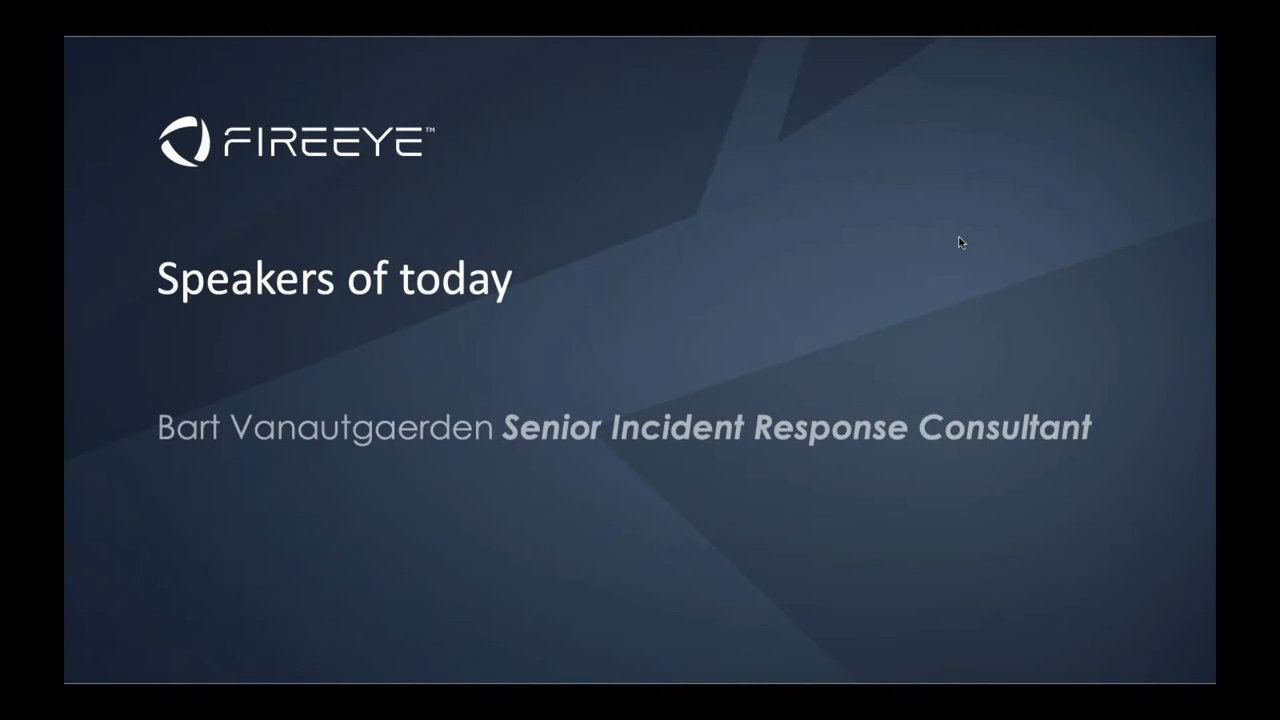 FIREEYE™
Speakers of today
Bart Vanautgaerden Senior Incident Response Consultant